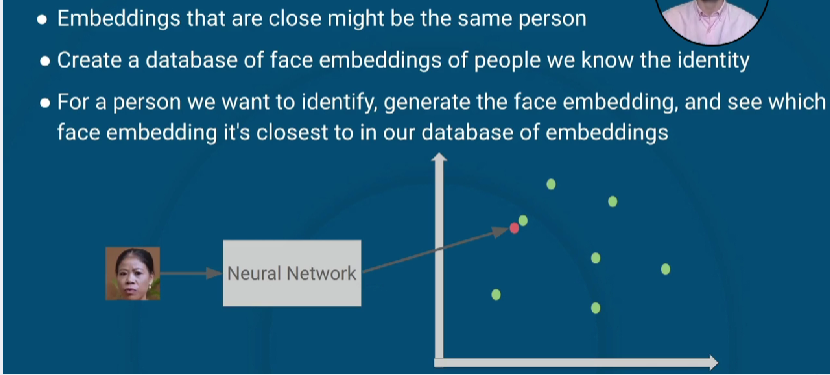 ● Embeddings that are close might be the same person
● Create a database of face embeddings of people we know the identity
● For a person we want to identify, generate the face embedding, and see which
face embedding it's closest to in our database of embeddings
Neural Network